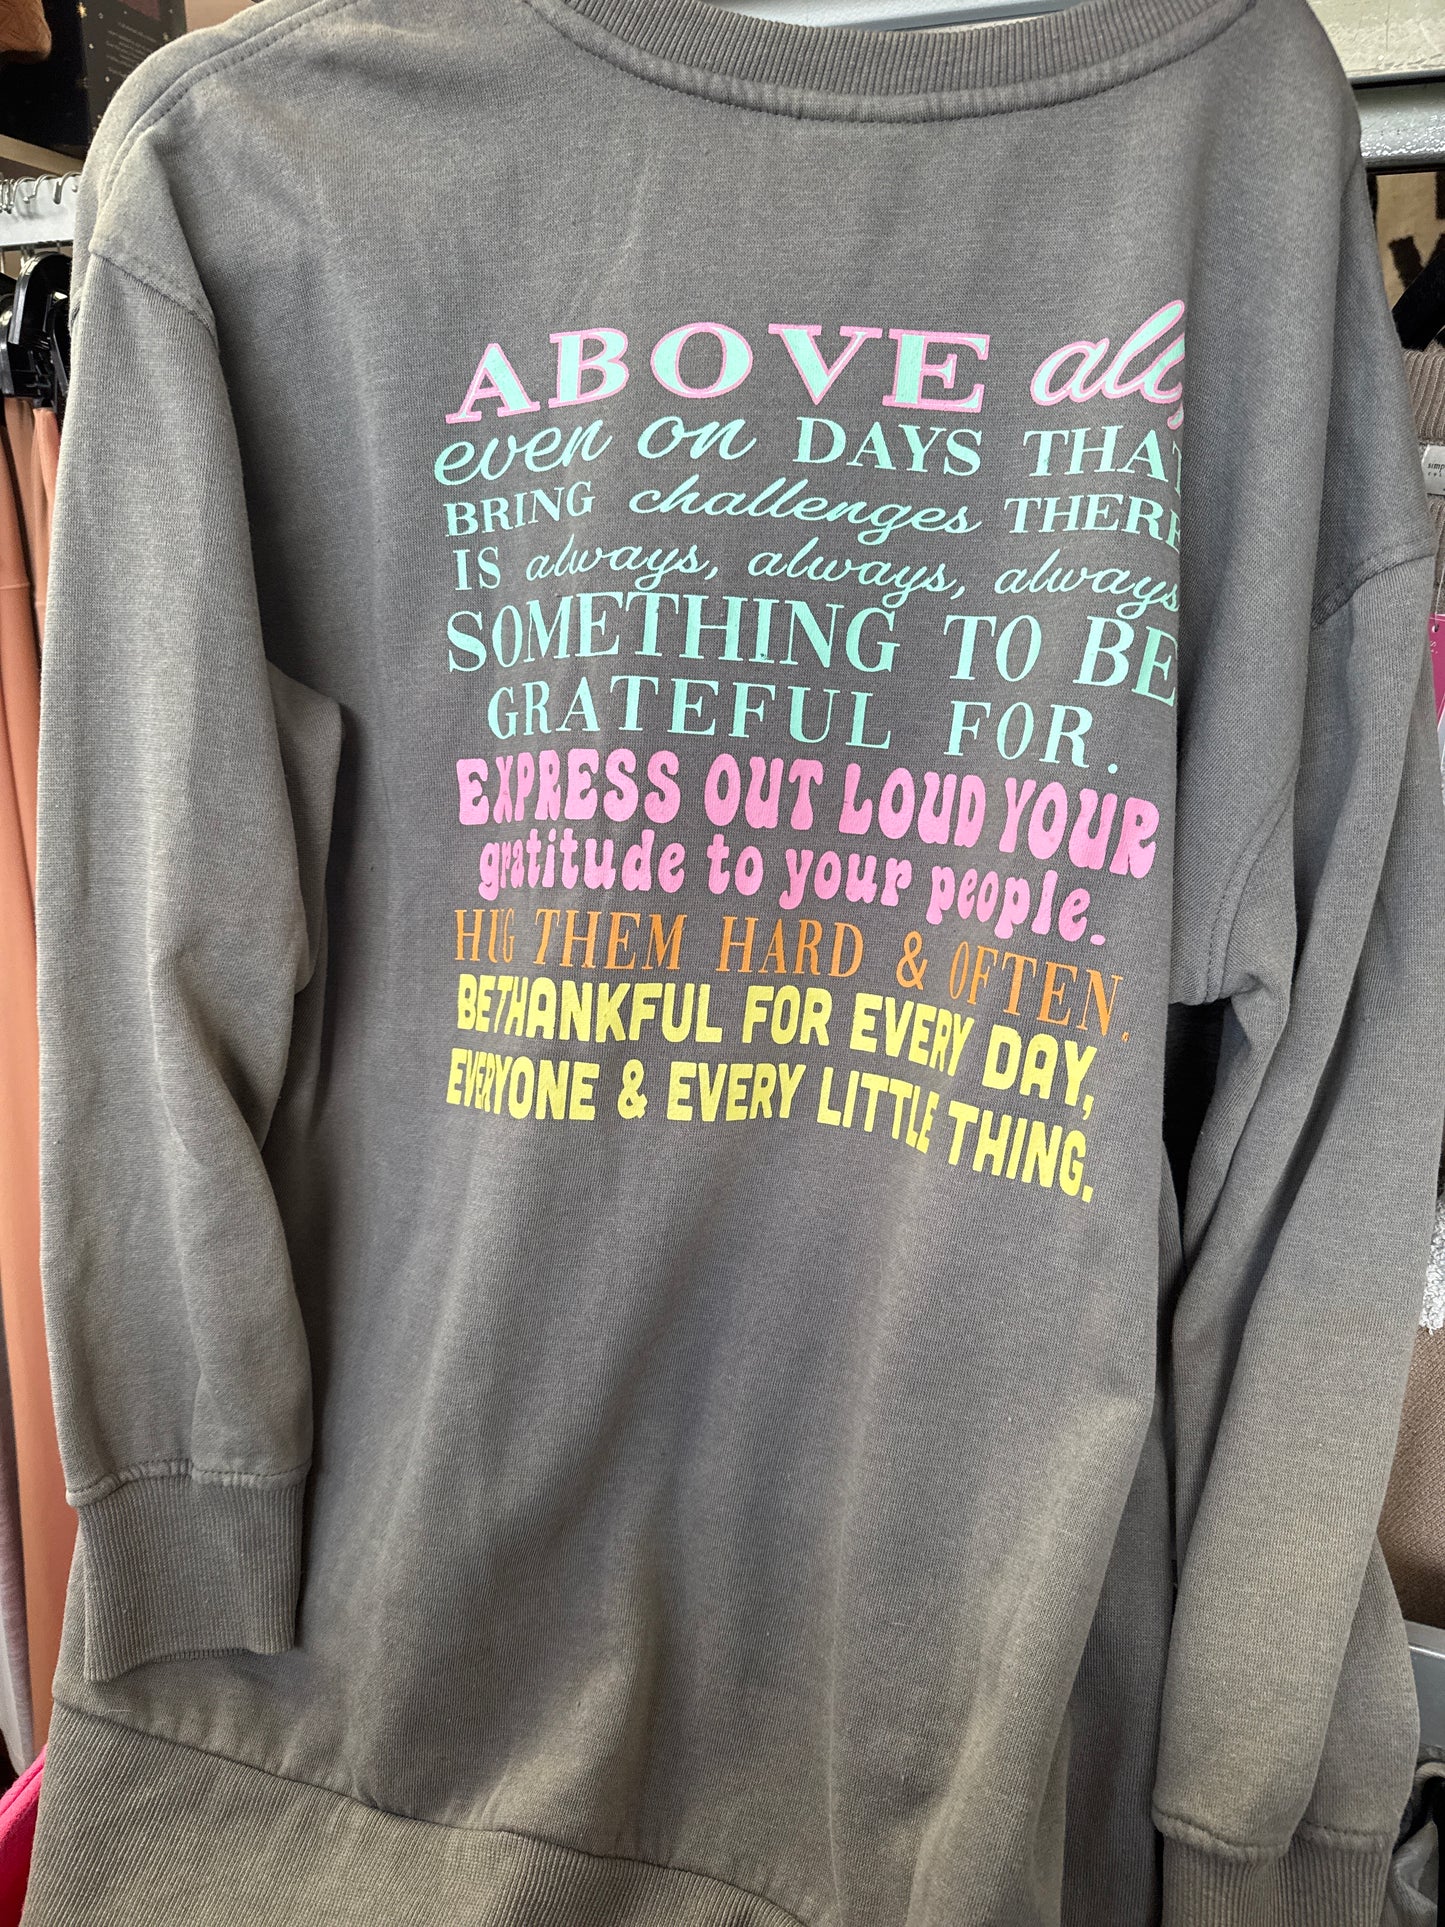 ABOVE all,
even on DAYS THAT
BRING challenges THERE
IS always, always, always
SOMETHING TO BE
GRATEFUL FOR.
EXPRESS OUT LOUD YOUR
gratitude to your people.
HUG THEM HARD & OFTEN.
BE THANKFUL FOR EVERY DAY,
EVERYONE & EVERY LITTLE THING.